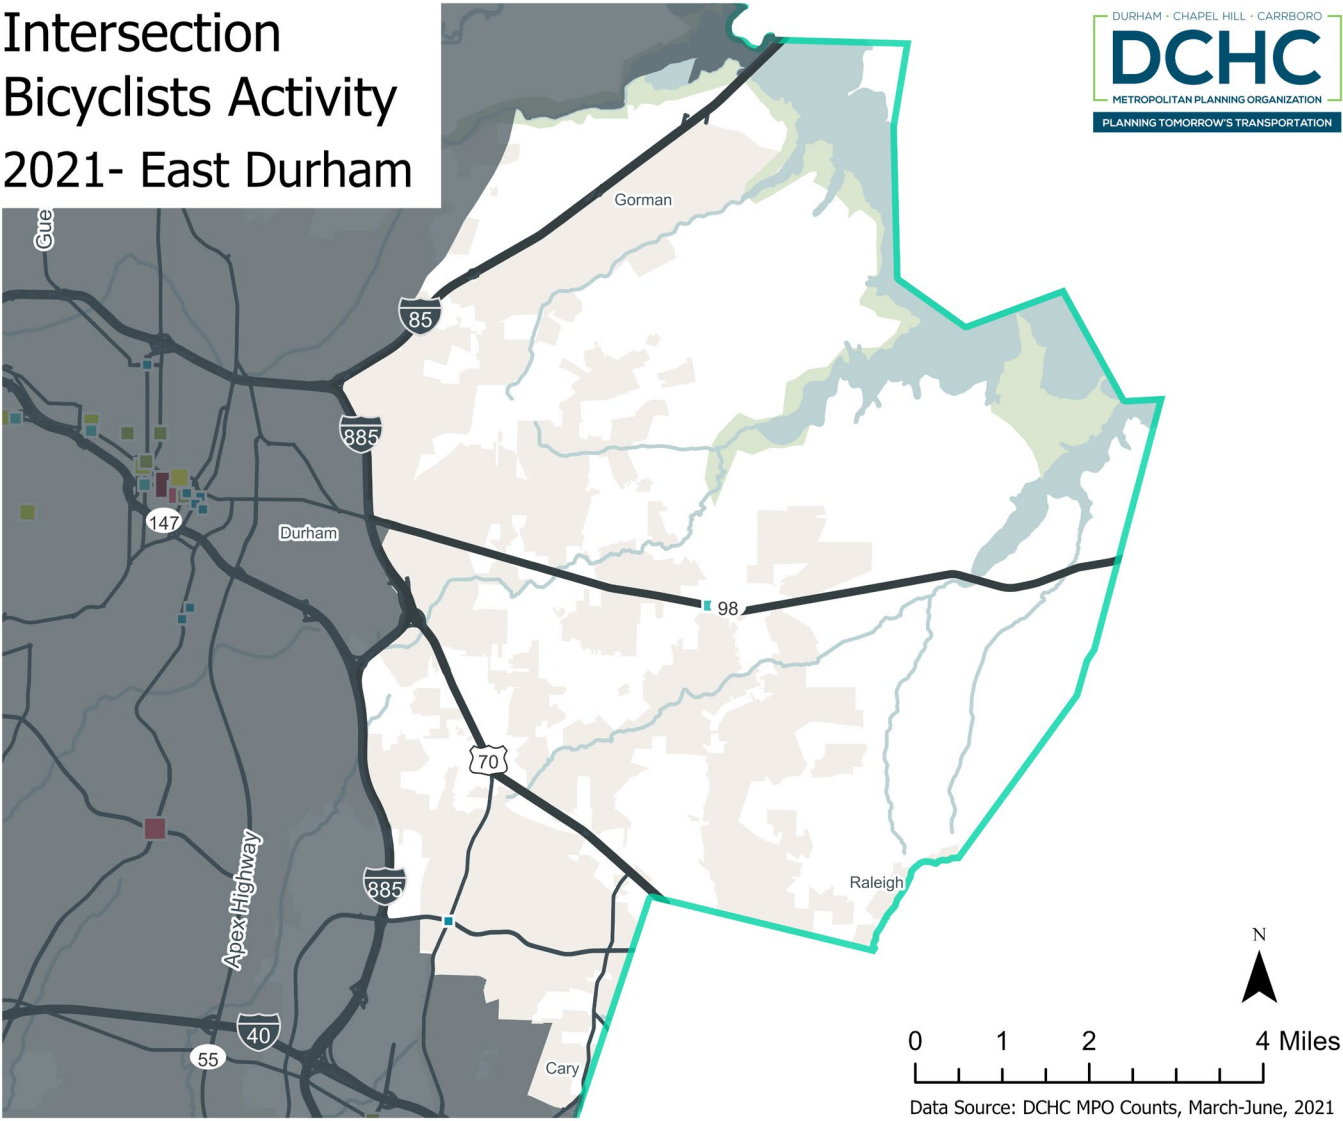 Intersection
Bicyclists Activity
2021- East Durham
DURHAM · CHAPEL HILL · CARRBORO
DCHC
METROPOLITAN PLANNING ORGANIZATION
PLANNING TOMORROW'S TRANSPORTATION
Gue
Gorman
85
885
147
Durham
98
70
Raleigh
885
Apex Highway
40
55
Cary
N
0 1 2 4 Miles
Data Source: DCHC MPO Counts, March-June, 2021